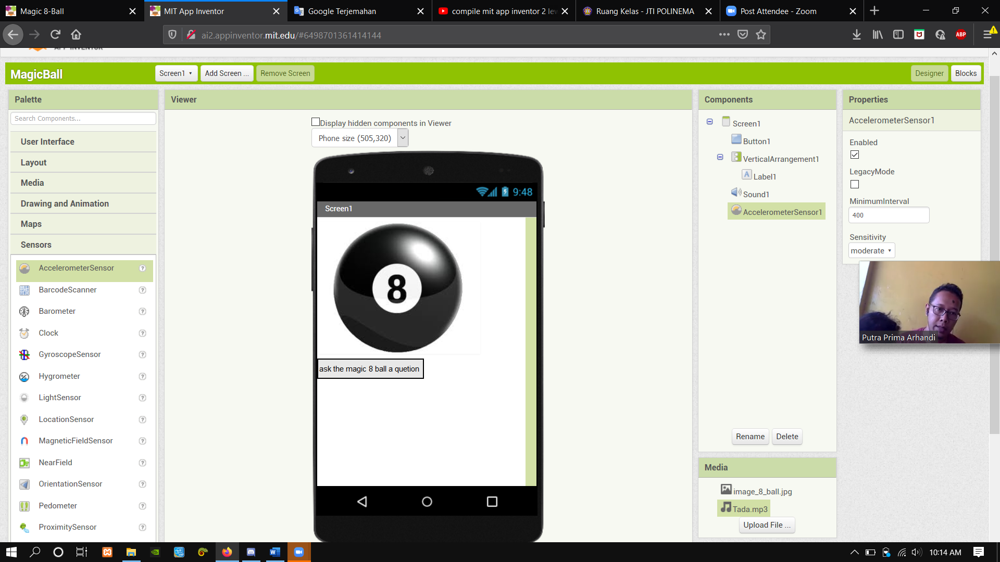 Magic 8-Ball
MIT App Inventor
Google Terjemahan
compile mit app inventor 2 le
Ruang Kelas - JTI POLINEMA
Post Attendee - Zoom
ai2.appinventor.mit.edu/#6498701361414144
ABP
APP INVENTOR
MagicBall
Screen1
Add Screen ...
Remove Screen
Designer
Blocks
Palette
Search Components...
User Interface
Layout
Media
Drawing and Animation
Maps
Sensors
AccelerometerSensor
?
BarcodeScanner
?
Barometer
?
Clock
?
GyroscopeSensor
?
Hygrometer
?
LightSensor
?
LocationSensor
?
MagneticFieldSensor
?
NearField
?
OrientationSensor
?
Pedometer
?
ProximitySensor
?
Viewer
Display hidden components in Viewer
Phone size (505,320)
9:48
Screen1
8
ask the magic 8 ball a quetion
Components
Screen1
Button1
VerticalArrangement1
A
Label1
Sound1
AccelerometerSensor1
Rename
Delete
Media
image_8_ball.jpg
Tada.mp3
Upload File ...
Properties
AccelerometerSensor1
Enabled
LegacyMode
MinimumInterval
400
Sensitivity
moderate
Putra Prima Arhandi
10:14 AM